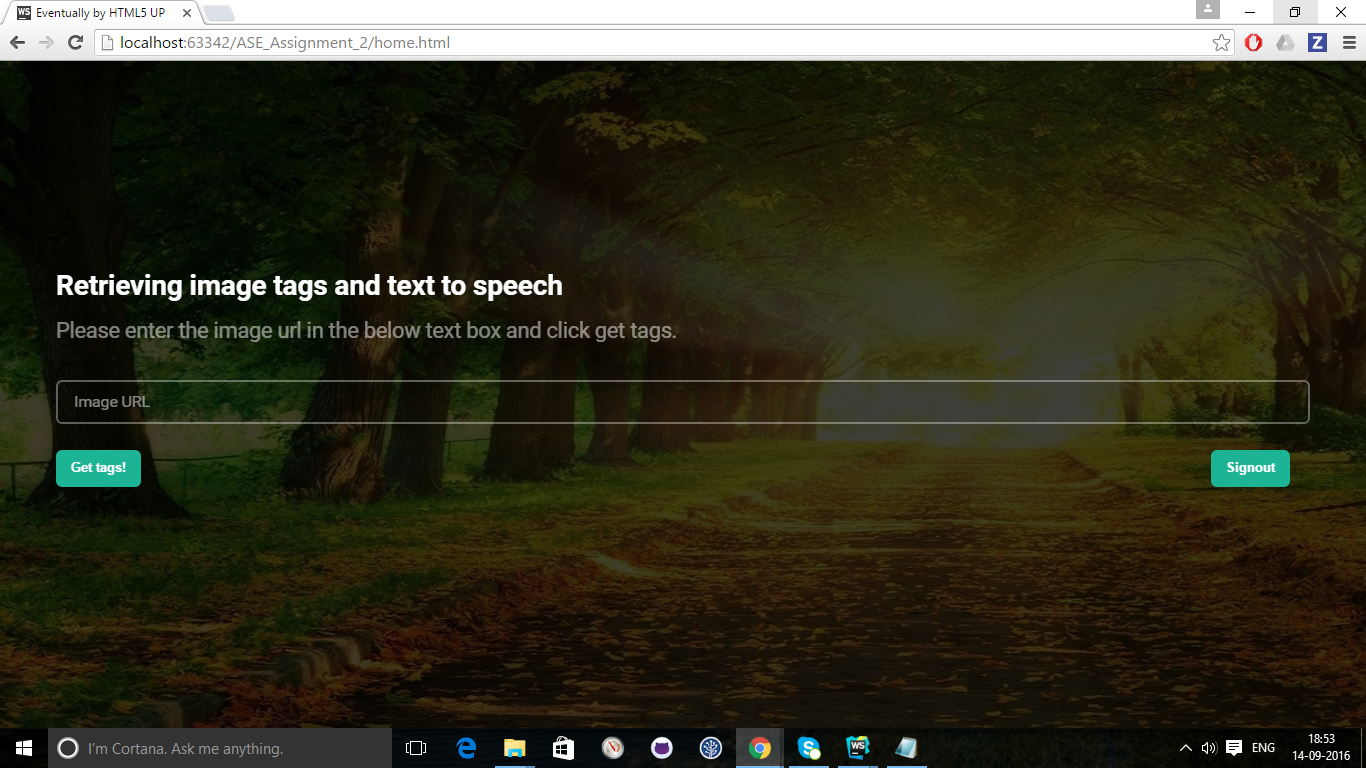 WS Eventually by HTML5 UP
localhost:63342/ASE_Assignment_2/home.html
Z
Retrieving image tags and text to speech
Please enter the image url in the below text box and click get tags.
Image URL
Get tags!
Signout
I'm Cortana. Ask me anything.
WS
ENG
18:53
14-09-2016